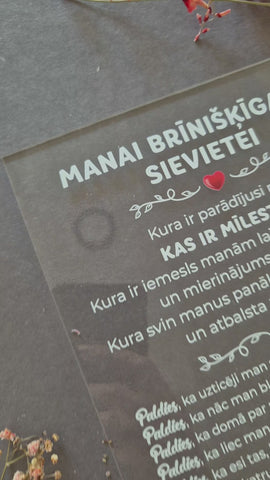 MANAI BRĪNIŠĶĪGA
SIEVIETEI
Kura ir parādījusi
KAS IR MĪLEST
Kura ir iemesls manām lai
un mierinājums
Kura svin manus panā
un atbalsta
Paldies, ka uzticēji man
Paldies, ka nāc man bl
Paldies, ka domā par
Paldies, ka liec man
Paldies, ka esi tas,